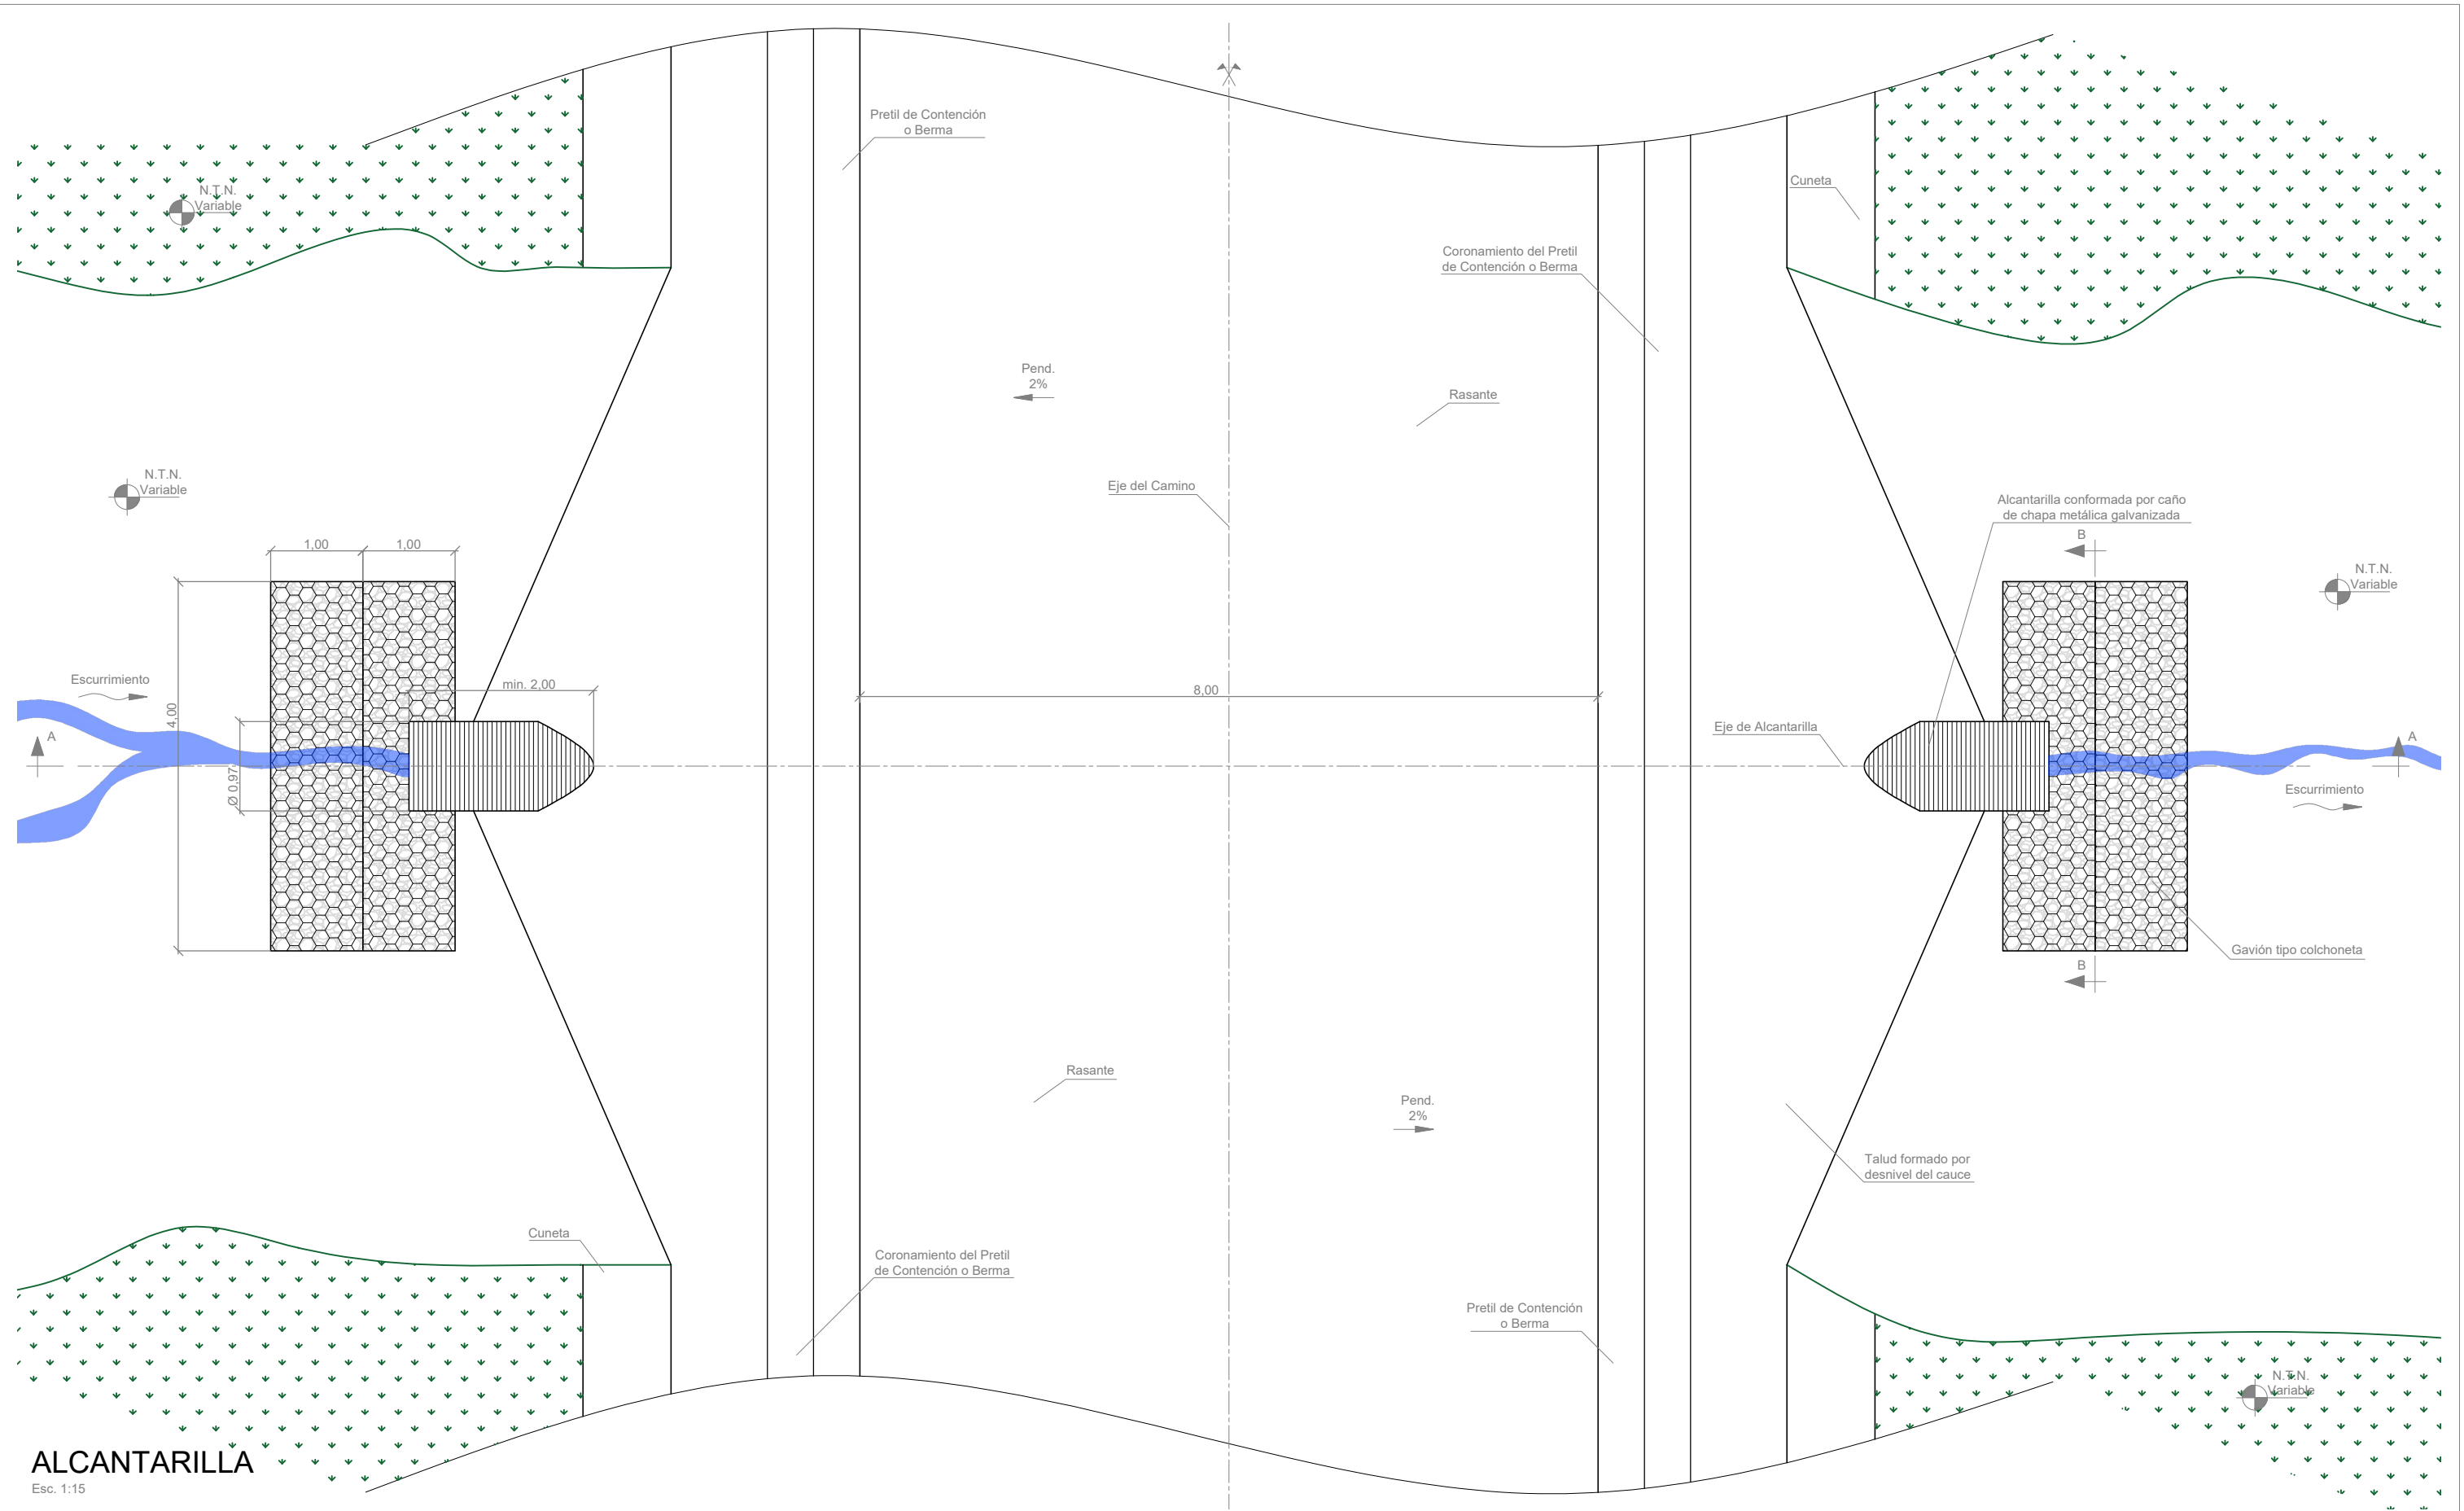 Pretil de Contención
o Berma
Cuneta
N.T.N.
Variable
Coronamiento del Pretil
de Contención o Berma
Pend.
2%
Rasante
N.T.N.
Variable
Eje del Camino
Alcantarilla conformada por caño
de chapa metálica galvanizada
B
1,00
1,00
N.T.N.
Variable
Escurrimiento
min. 2,00
8,00
4,00
A
Eje de Alcantarilla
A
Ø 0,97
Escurrimiento
Gavión tipo colchoneta
B
Rasante
Pend.
2%
Talud formado por
desnivel del cauce
Cuneta
Coronamiento del Pretil
de Contención o Berma
Pretil de Contención
o Berma
N.T.N.
Variable
ALCANTARILLA
Esc. 1:15